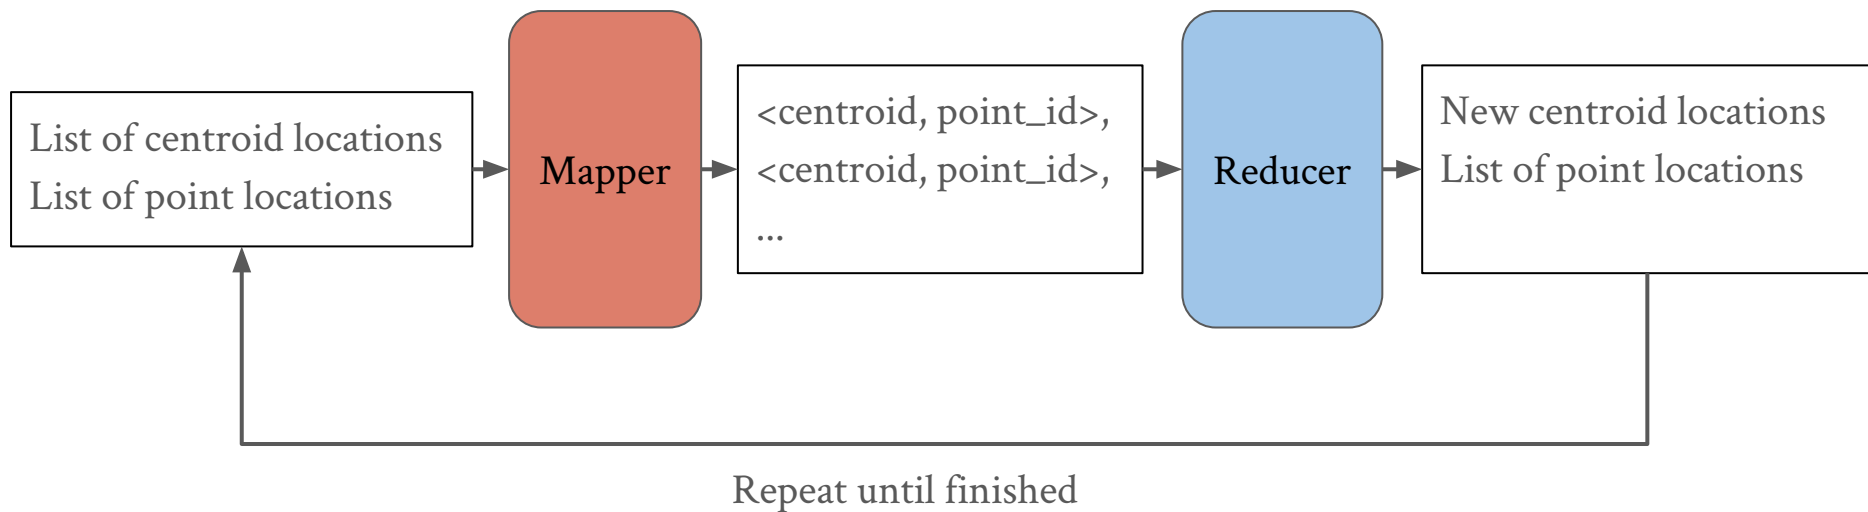 List of centroid locations
List of point locations
Mapper
<centroid, point_id>,
<centroid, point_id>,
...
Reducer
New centroid locations
List of point locations
Repeat until finished